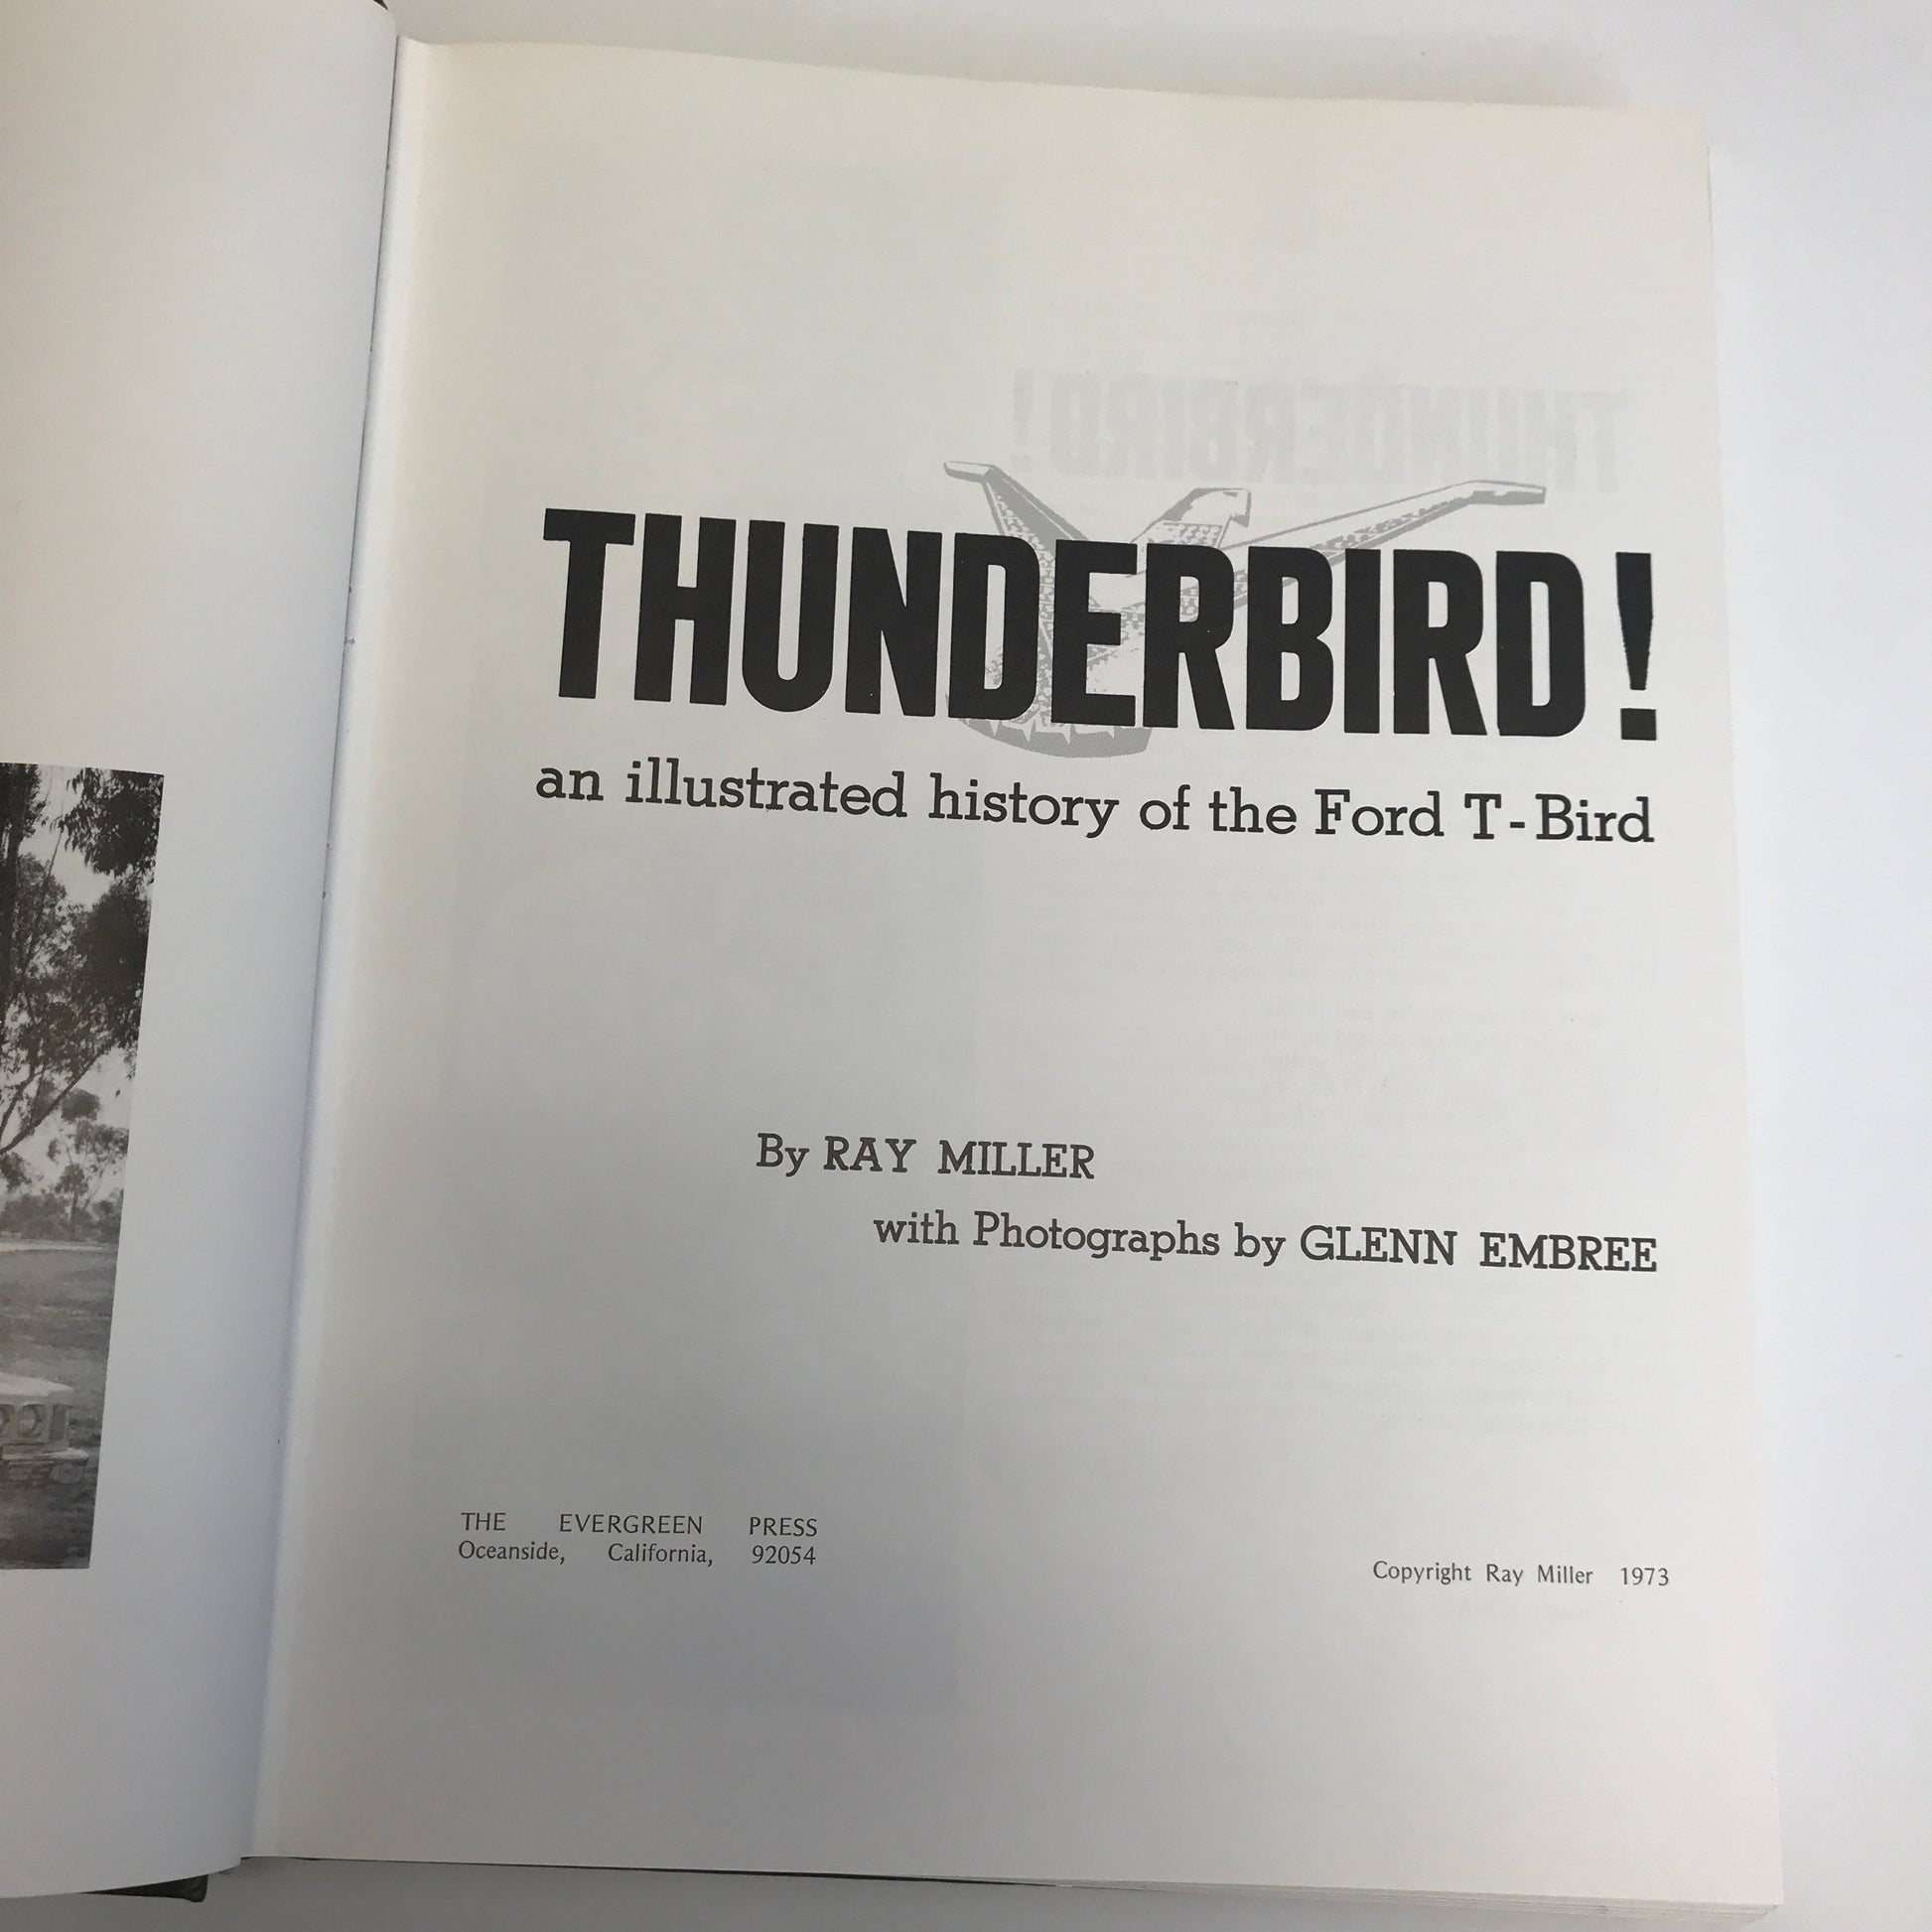 THUNDERBIRD!
an illustrated history of the Ford T-Bird
By RAY MILLER
with Photographs by GLENN EMBREE
THE EVERGREEN PRESS
Oceanside, California, 92054
Copyright Ray Miller 1973